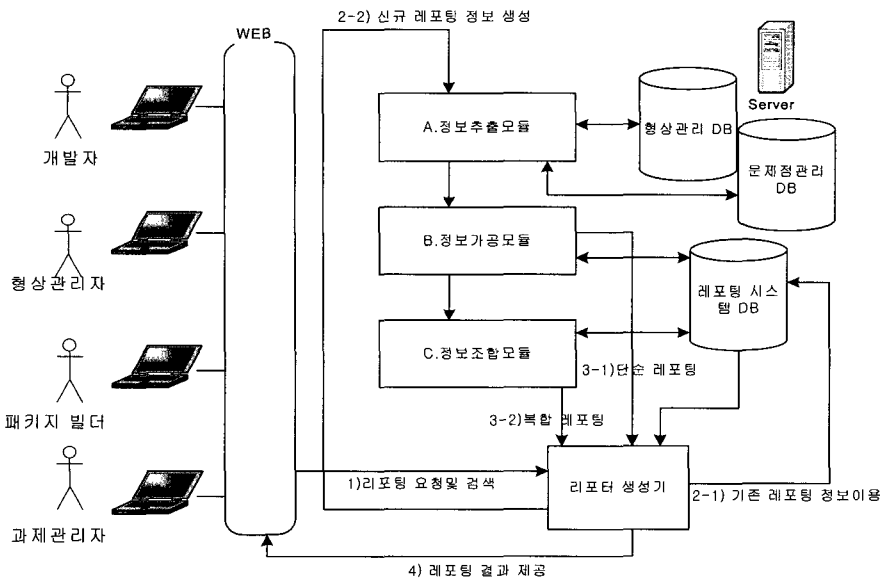 2-2) 신규 레포팅 정보 생성
WEB
Server
개발자
A.정보추출모듈
형상관리 DB
문제점관리
DB
형상관리자
B.정보가공모듈
레포팅 시스
템 DB
C.정보조합모듈
3-1)단순 레포팅
패키지 빌더
3-2)복합 레포팅
1)리포팅 요청및 검색
리포터 생성기
2-1) 기존 레포팅 정보이용
과제관리자
4) 레포팅 결과 제공